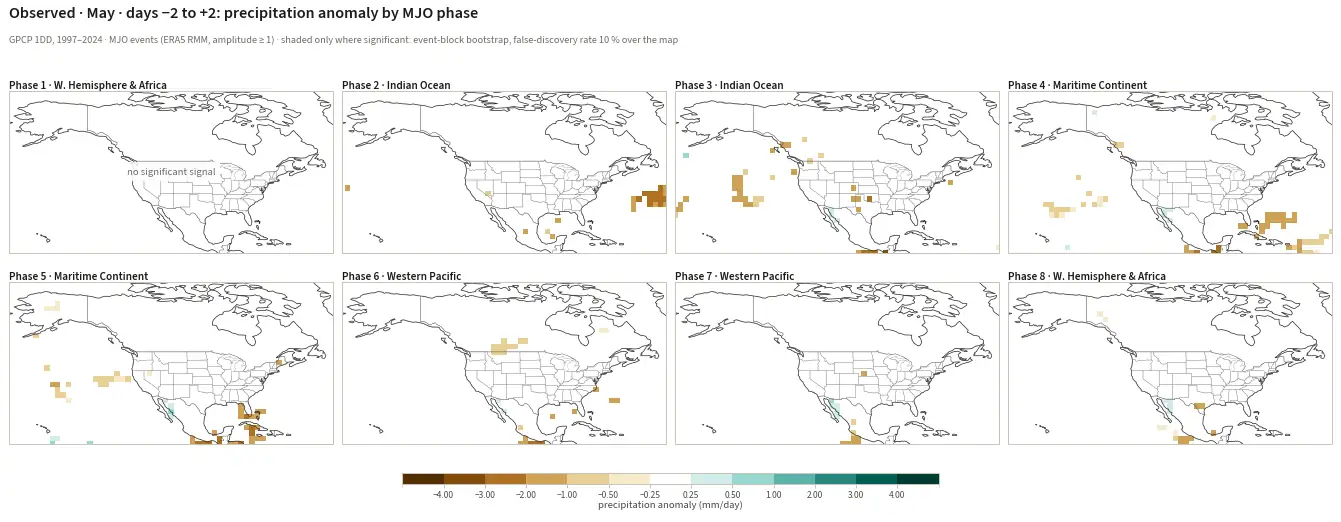 Observed · May · days −2 to +2: precipitation anomaly by MJO phase
GPCP 1DD, 1997–2024 · MJO events (ERA5 RMM, amplitude ≥ 1) · shaded only where significant: event-block bootstrap, false-discovery rate 10 % over the map
Phase 1 · W. Hemisphere & Africa
Phase 2 · Indian Ocean
Phase 3 · Indian Ocean
Phase 4 · Maritime Continent
no significant signal
Phase 5 · Maritime Continent
Phase 6 · Western Pacific
Phase 7 · Western Pacific
Phase 8 · W. Hemisphere & Africa
−4.00 −3.00 −2.00 −1.00 −0.50 −0.25 0.25 0.50 1.00 2.00 3.00 4.00
precipitation anomaly (mm/day)